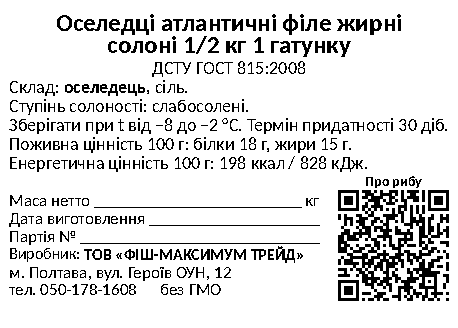 Оселедці атлантичні філе жирні
солоні 1/2 кг 1 гатунку
ДСТУ ГОСТ 815:2008
Склад: оселедець, сіль.
Ступінь солоності: слабосолені.
Зберігати при t від –8 до –2 °С. Термін придатності 30 діб.
Поживна цінність 100 г: білки 18 г, жири 15 г.
Енергетична цінність 100 г: 198 ккал / 828 кДж.
Про рибу
Маса нетто ________________________ кг
Дата виготовлення ____________________
Партія № ____________________________
Виробник: ТОВ «ФІШ-МАКСИМУМ ТРЕЙД»
м. Полтава, вул. Героїв ОУН, 12
тел. 050-178-1608 без ГМО